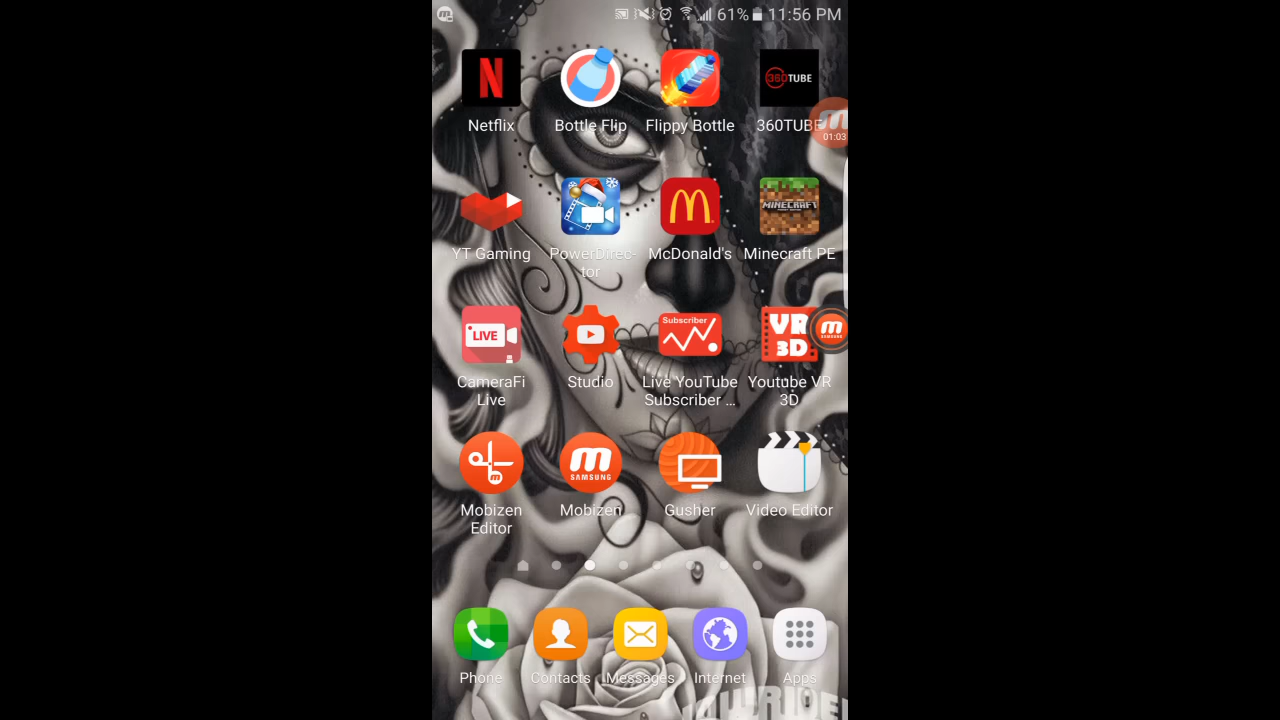 61% 11:56 PM
N
360TUBE
Netflix Bottle Flip Flippy Bottle 360TUBE
01:03
MINECRAFT
YT Gaming PowerDirec- McDonald's Minecraft PE
tor
LIVE
Subscriber
VR
3D
m
SAMSUNG
CameraFi Studio Live YouTube Youtube VR
Live Subscriber ... 3D
m
m
SAMSUNG
Mobizen Mobizen Gusher Video Editor
Editor
Phone Contacts Messages Internet Apps